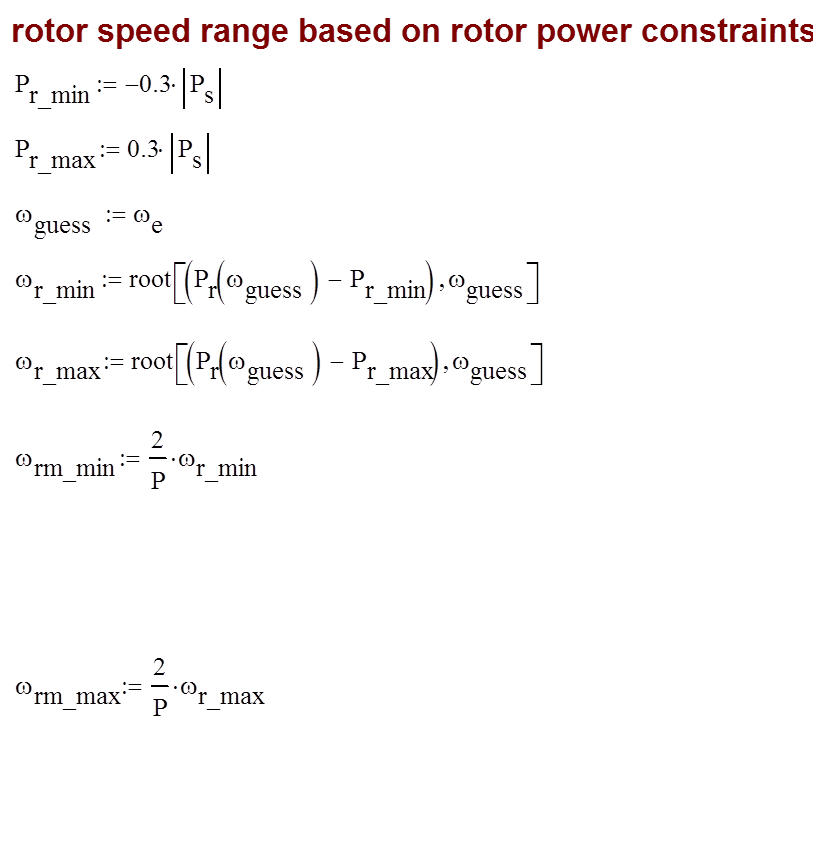 rotor speed range based on rotor power constraints
P_r_min := −0.3·|P_s|
P_r_max := 0.3·|P_s|
ω_guess := ω_e
ω_r_min := root[(P_r(ω_guess) − P_r_min), ω_guess]
ω_r_max := root[(P_r(ω_guess) − P_r_max), ω_guess]
ω_rm_min := 2/P·ω_r_min
ω_rm_max := 2/P·ω_r_max